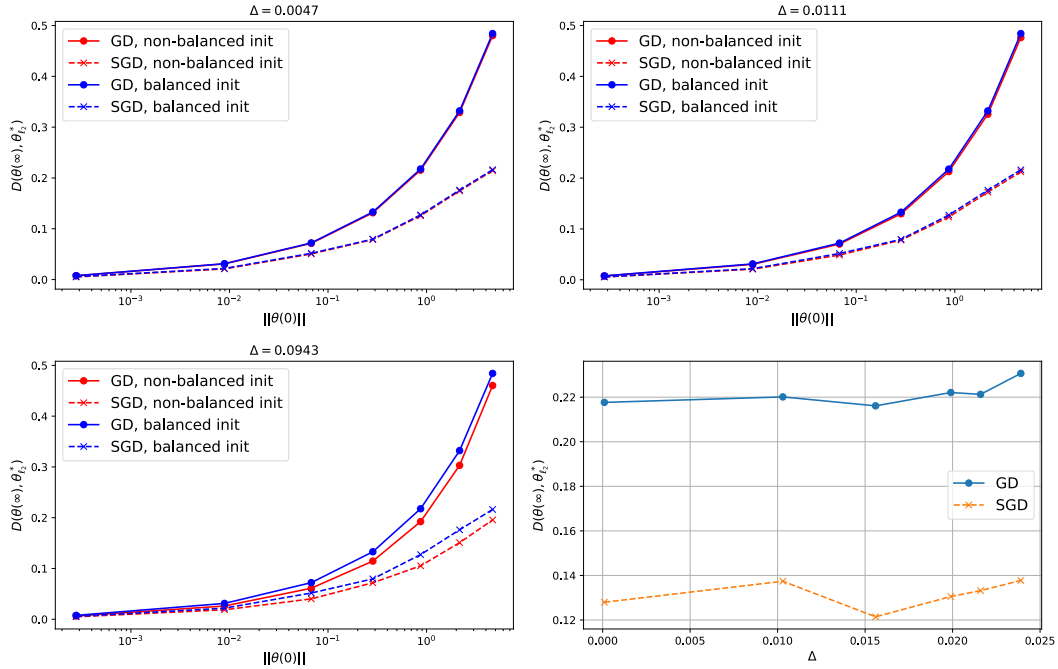 Δ = 0.0047
0.5
0.4
0.3
0.2
0.1
0.0
D(θ(∞), θ*ℓ₂)
GD, non-balanced init
SGD, non-balanced init
GD, balanced init
SGD, balanced init
10⁻³ 10⁻² 10⁻¹ 10⁰
||θ(0)||
Δ = 0.0111
0.5
0.4
0.3
0.2
0.1
0.0
D(θ(∞), θ*ℓ₂)
GD, non-balanced init
SGD, non-balanced init
GD, balanced init
SGD, balanced init
10⁻³ 10⁻² 10⁻¹ 10⁰
||θ(0)||
Δ = 0.0943
0.5
0.4
0.3
0.2
0.1
0.0
D(θ(∞), θ*ℓ₂)
GD, non-balanced init
SGD, non-balanced init
GD, balanced init
SGD, balanced init
10⁻³ 10⁻² 10⁻¹ 10⁰
||θ(0)||
0.22
0.20
0.18
0.16
0.14
0.12
D(θ(∞), θ*ℓ₂)
GD
SGD
0.000 0.005 0.010 0.015 0.020 0.025
Δ